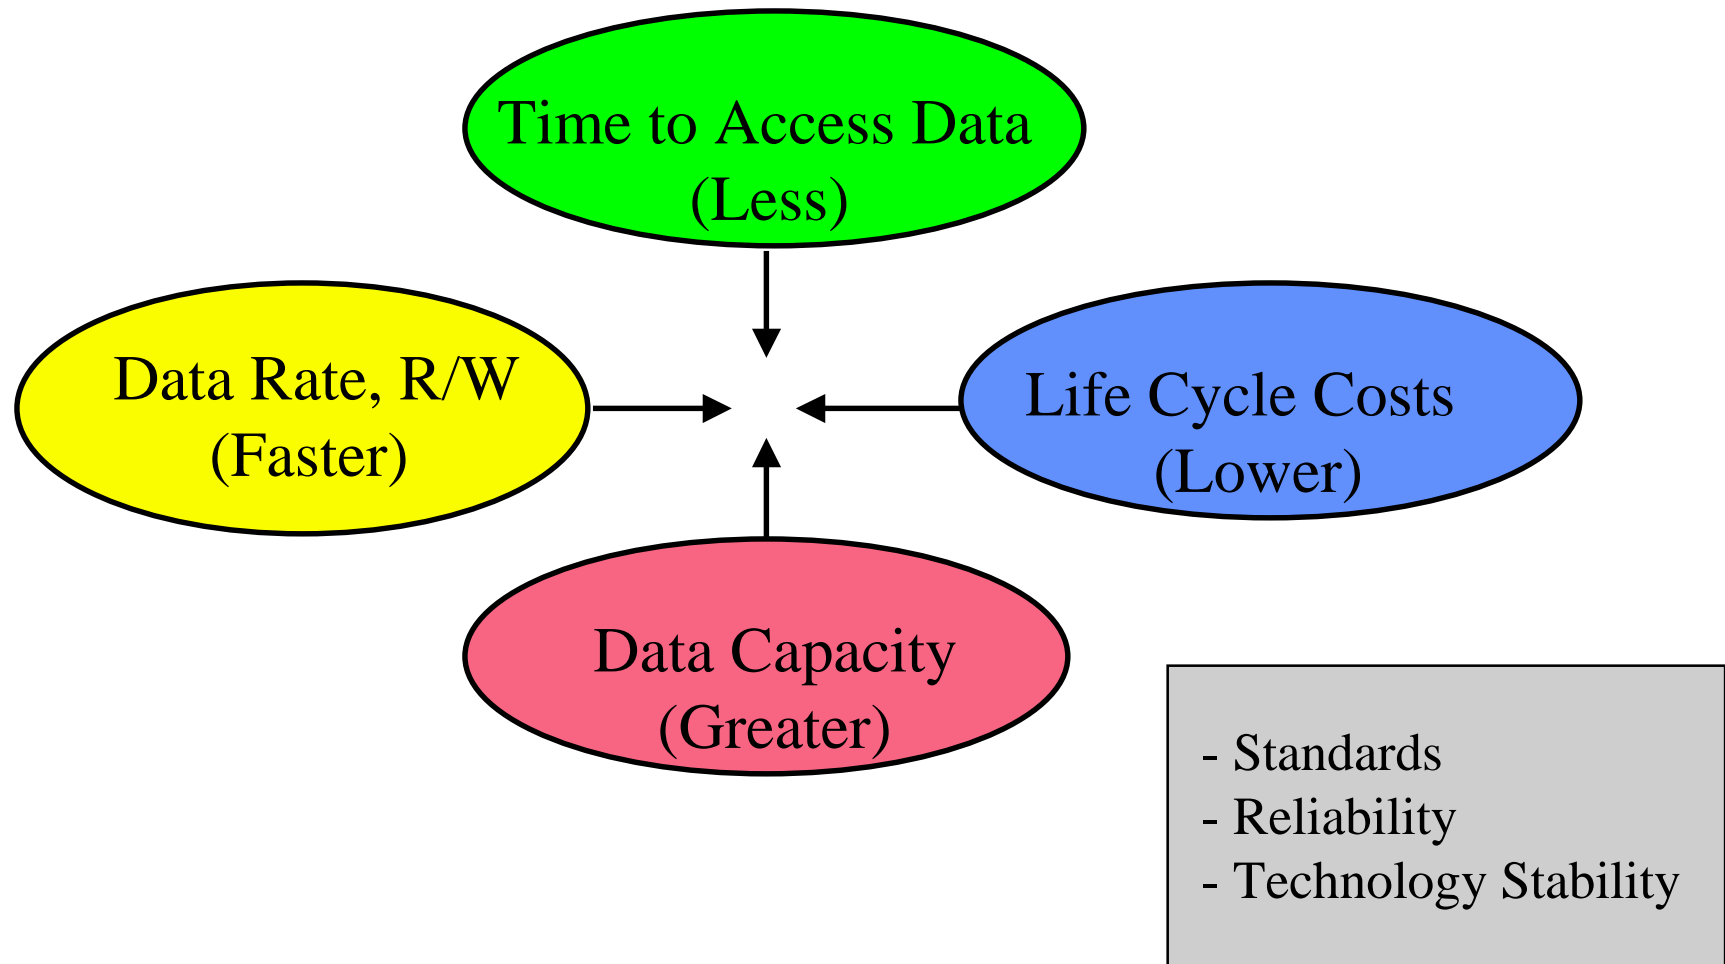 Time to Access Data
(Less)
Data Rate, R/W
(Faster)
Life Cycle Costs
(Lower)
Data Capacity
(Greater)
- Standards
- Reliability
- Technology Stability